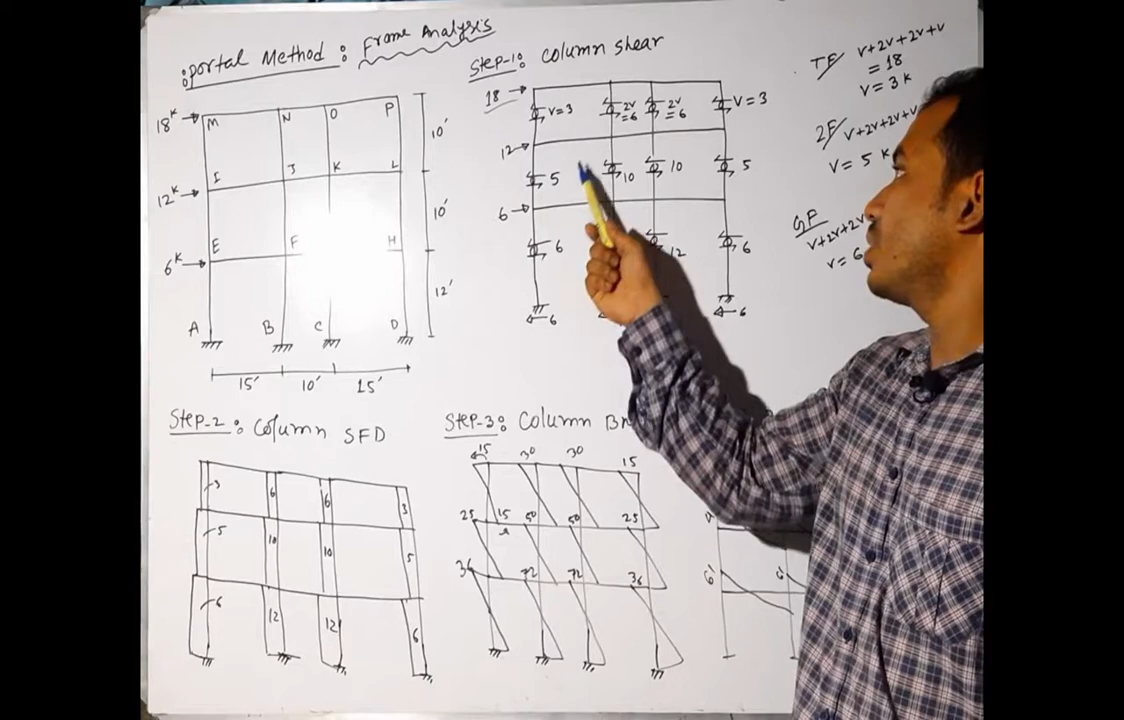 :portal Method: Frame Analysis
18ᴷ
M
N
O
P
10'
12ᴷ
I
J
K
L
10'
6ᴷ
E
F
H
12'
A
B
C
D
15'
10'
15'
Step-1: Column shear
18
V=3
2V
=6
2V
=6
V=3
12
5
10
10
5
6
6
12
6
6
6
TF/ V+2V+2V+V
= 18
V = 3 ᴷ
2F/ V+2V+2V+V
V = 5 ᴷ
GF
V+2V+2V
V= 6
Step-2: Column SFD
3
6
6
3
5
10
10
5
6
12
12
6
Step-3: Column
15
30
30
15
25
15
50
50
25
36
72
72
36